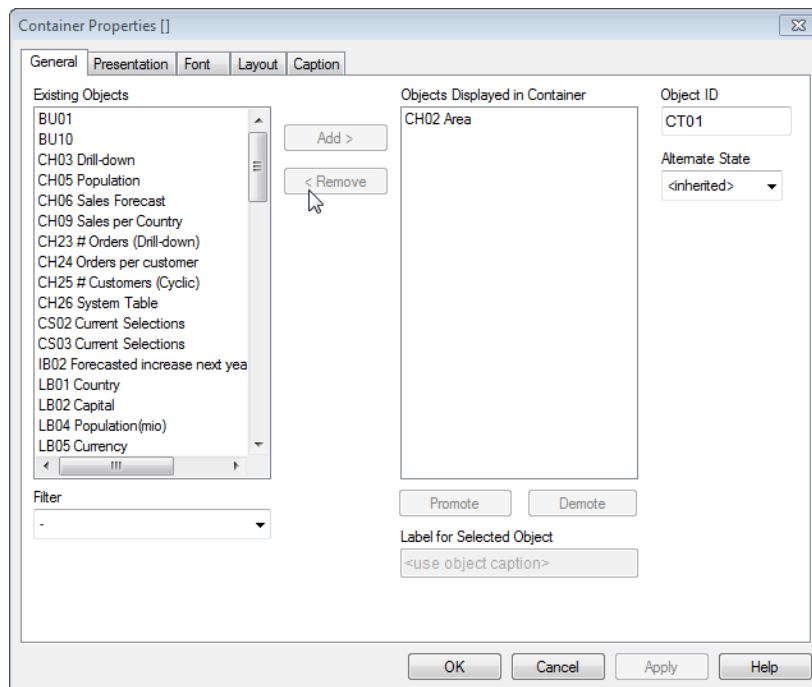 Container Properties []
General
Presentation
Font
Layout
Caption
Existing Objects
BU01
BU10
CH03 Drill-down
CH05 Population
CH06 Sales Forecast
CH09 Sales per Country
CH23 # Orders (Drill-down)
CH24 Orders per customer
CH25 # Customers (Cyclic)
CH26 System Table
CS02 Current Selections
CS03 Current Selections
IB02 Forecasted increase next yea
LB01 Country
LB02 Capital
LB04 Population(mio)
LB05 Currency
Filter
-
Add >
< Remove
Objects Displayed in Container
CH02 Area
Promote
Demote
Label for Selected Object
<use object caption>
Object ID
CT01
Alternate State
<inherited>
OK
Cancel
Apply
Help